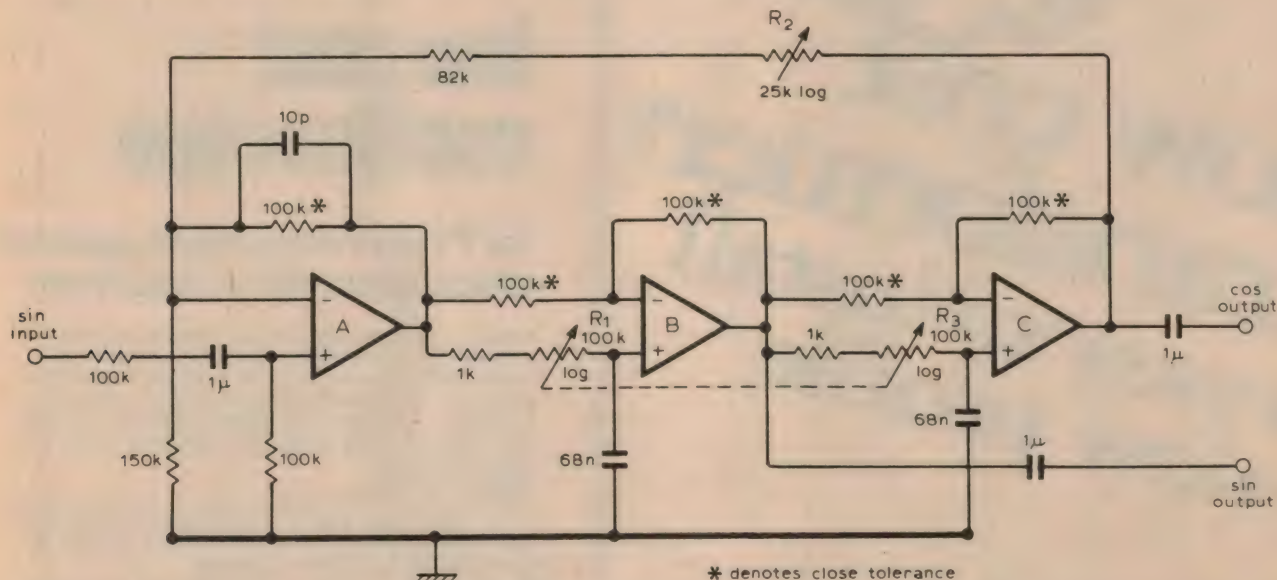 R2
82k
25k log
10p
100k *
100k *
100k *
sin
input
A
-
+
100k *
R1
100k
B
-
+
100k *
R3
100k
C
-
+
cos
output
100k
1μ
1k
log
1k
log
1μ
68n
150k
100k
68n
1μ
sin
output
* denotes close tolerance